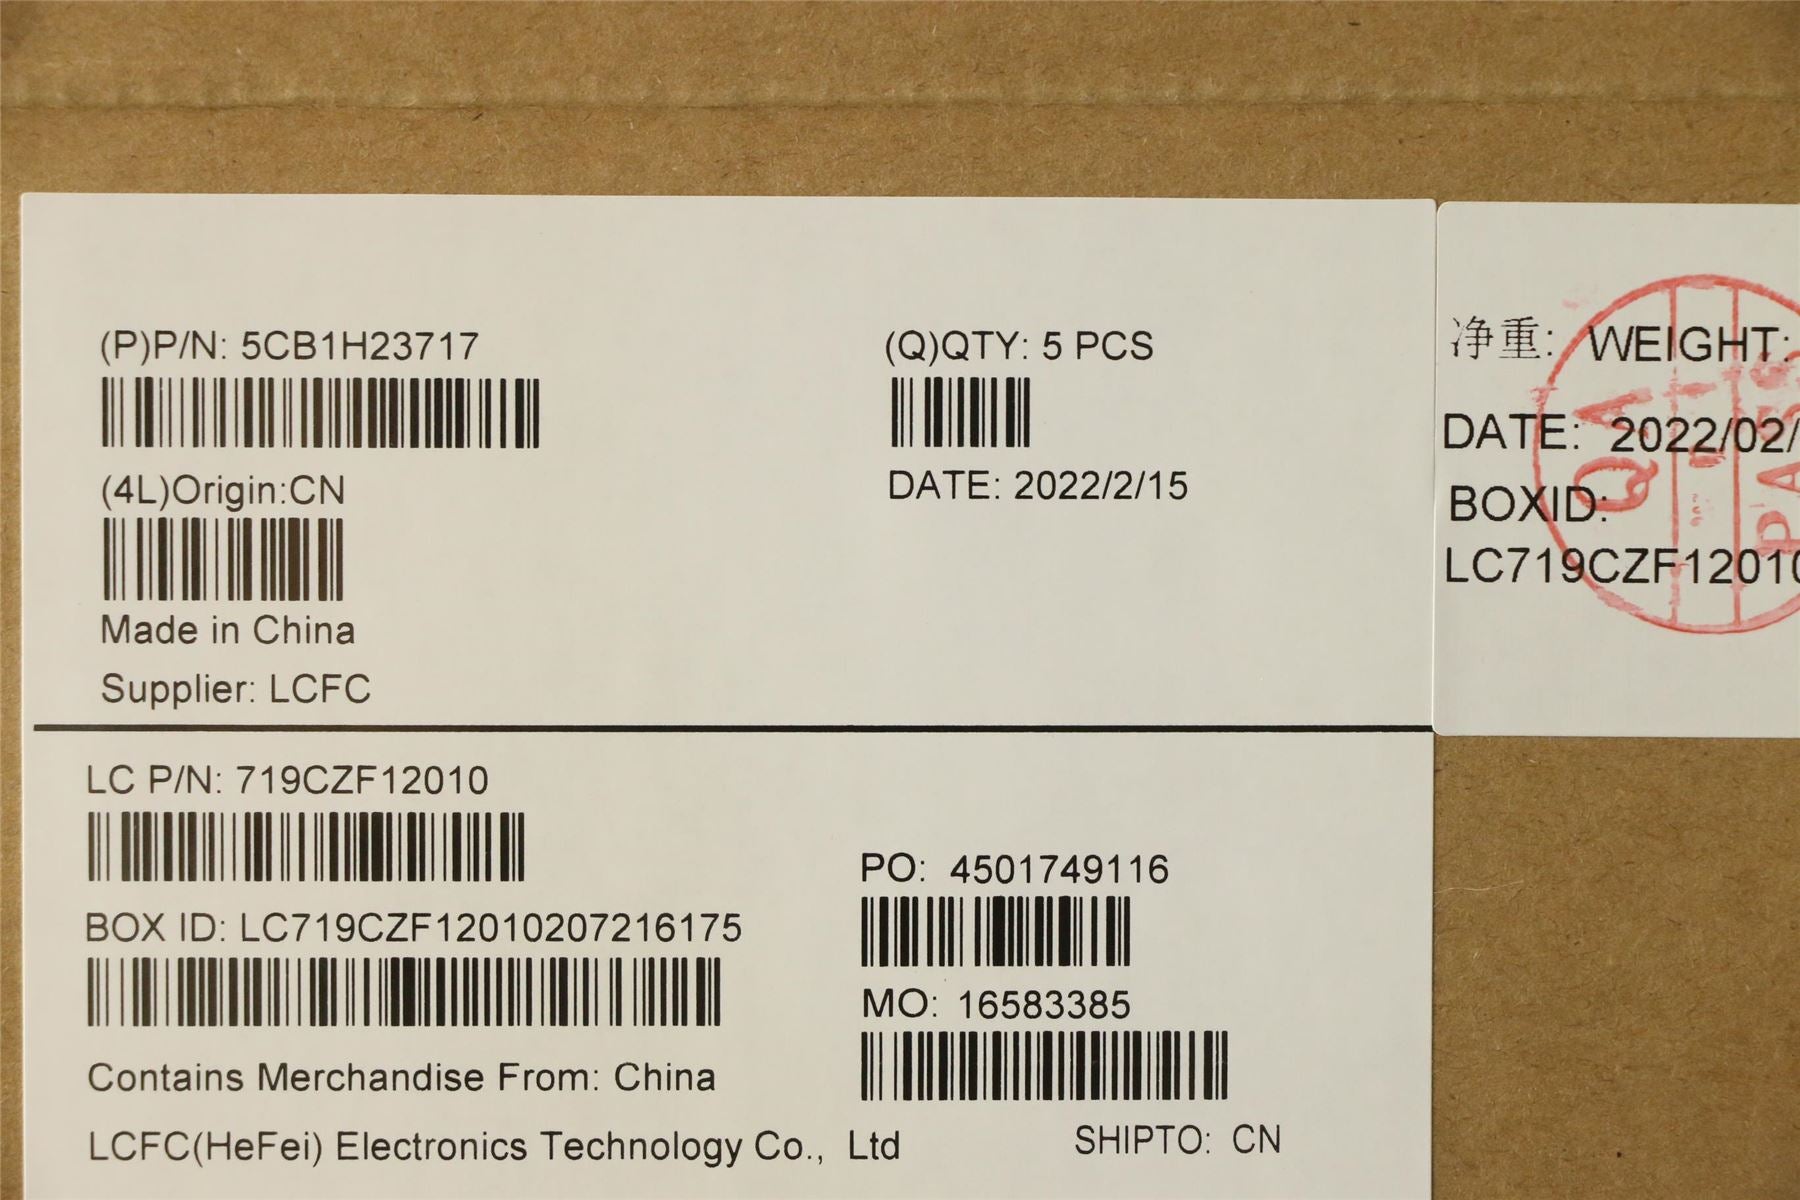 (P)P/N: 5CB1H23717
(Q)QTY: 5 PCS
(4L)Origin:CN
DATE: 2022/2/15
Made in China
Supplier: LCFC
LC P/N: 719CZF12010
PO: 4501749116
BOX ID: LC719CZF12010207216175
MO: 16583385
Contains Merchandise From: China
LCFC(HeFei) Electronics Technology Co., Ltd
SHIPTO: CN
净重: WEIGHT:
DATE: 2022/02/
BOXID:
LC719CZF12010
QA
PASS